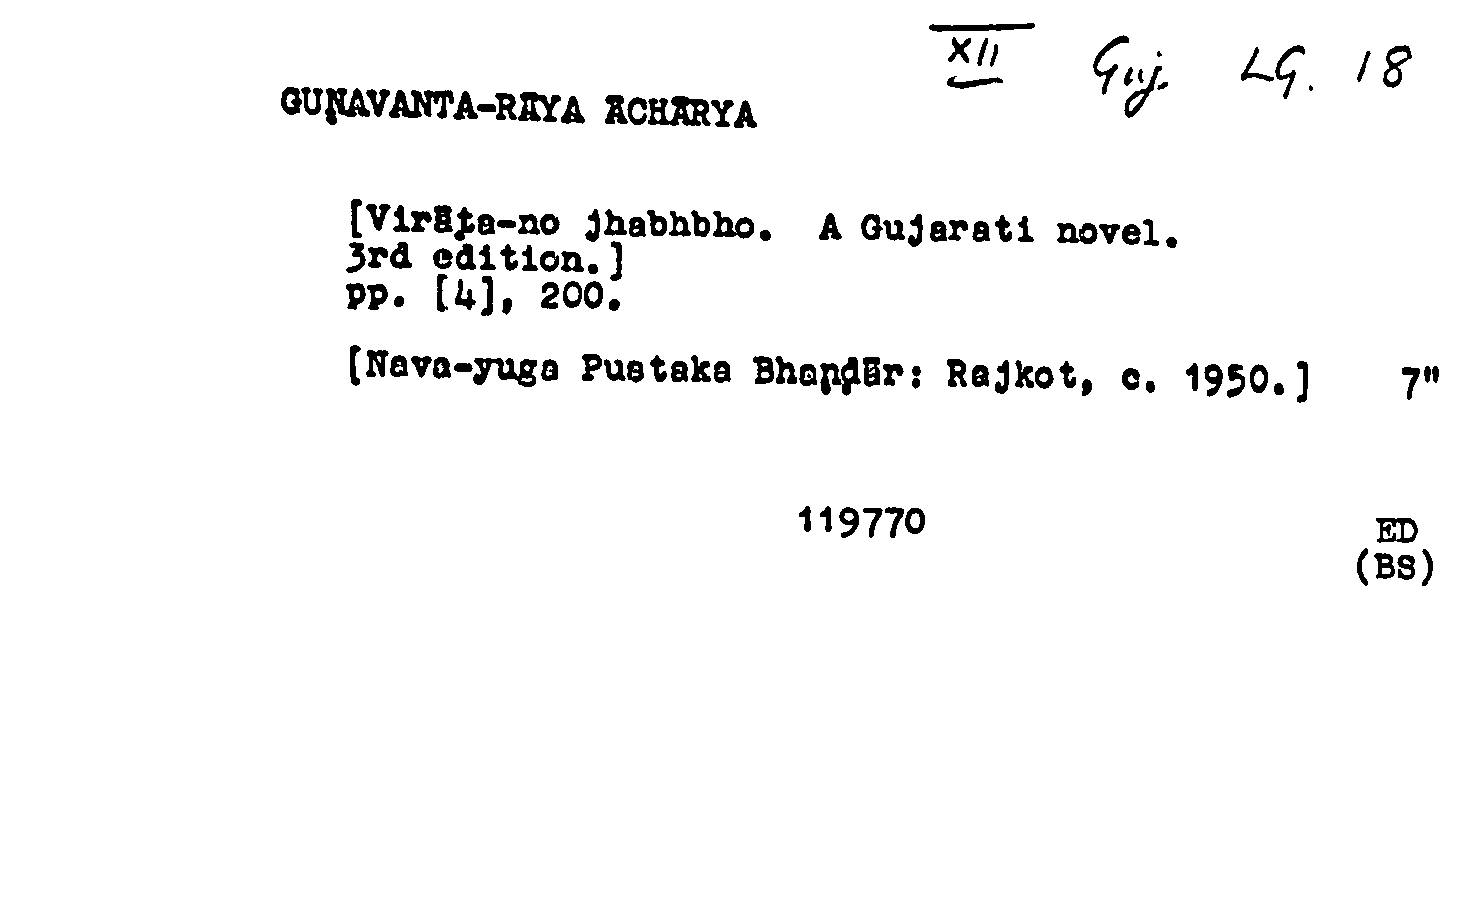 XII Guj. LG. 18
GUṆAVANTA-RĀYA ĀCHĀRYA
[Virāṭa-no jhabhbho. A Gujarati novel.
3rd edition.]
pp. [4], 200.
[Nava-yuga Pustaka Bhaṇḍār: Rajkot, c. 1950.] 7"
119770
ED
(BS)